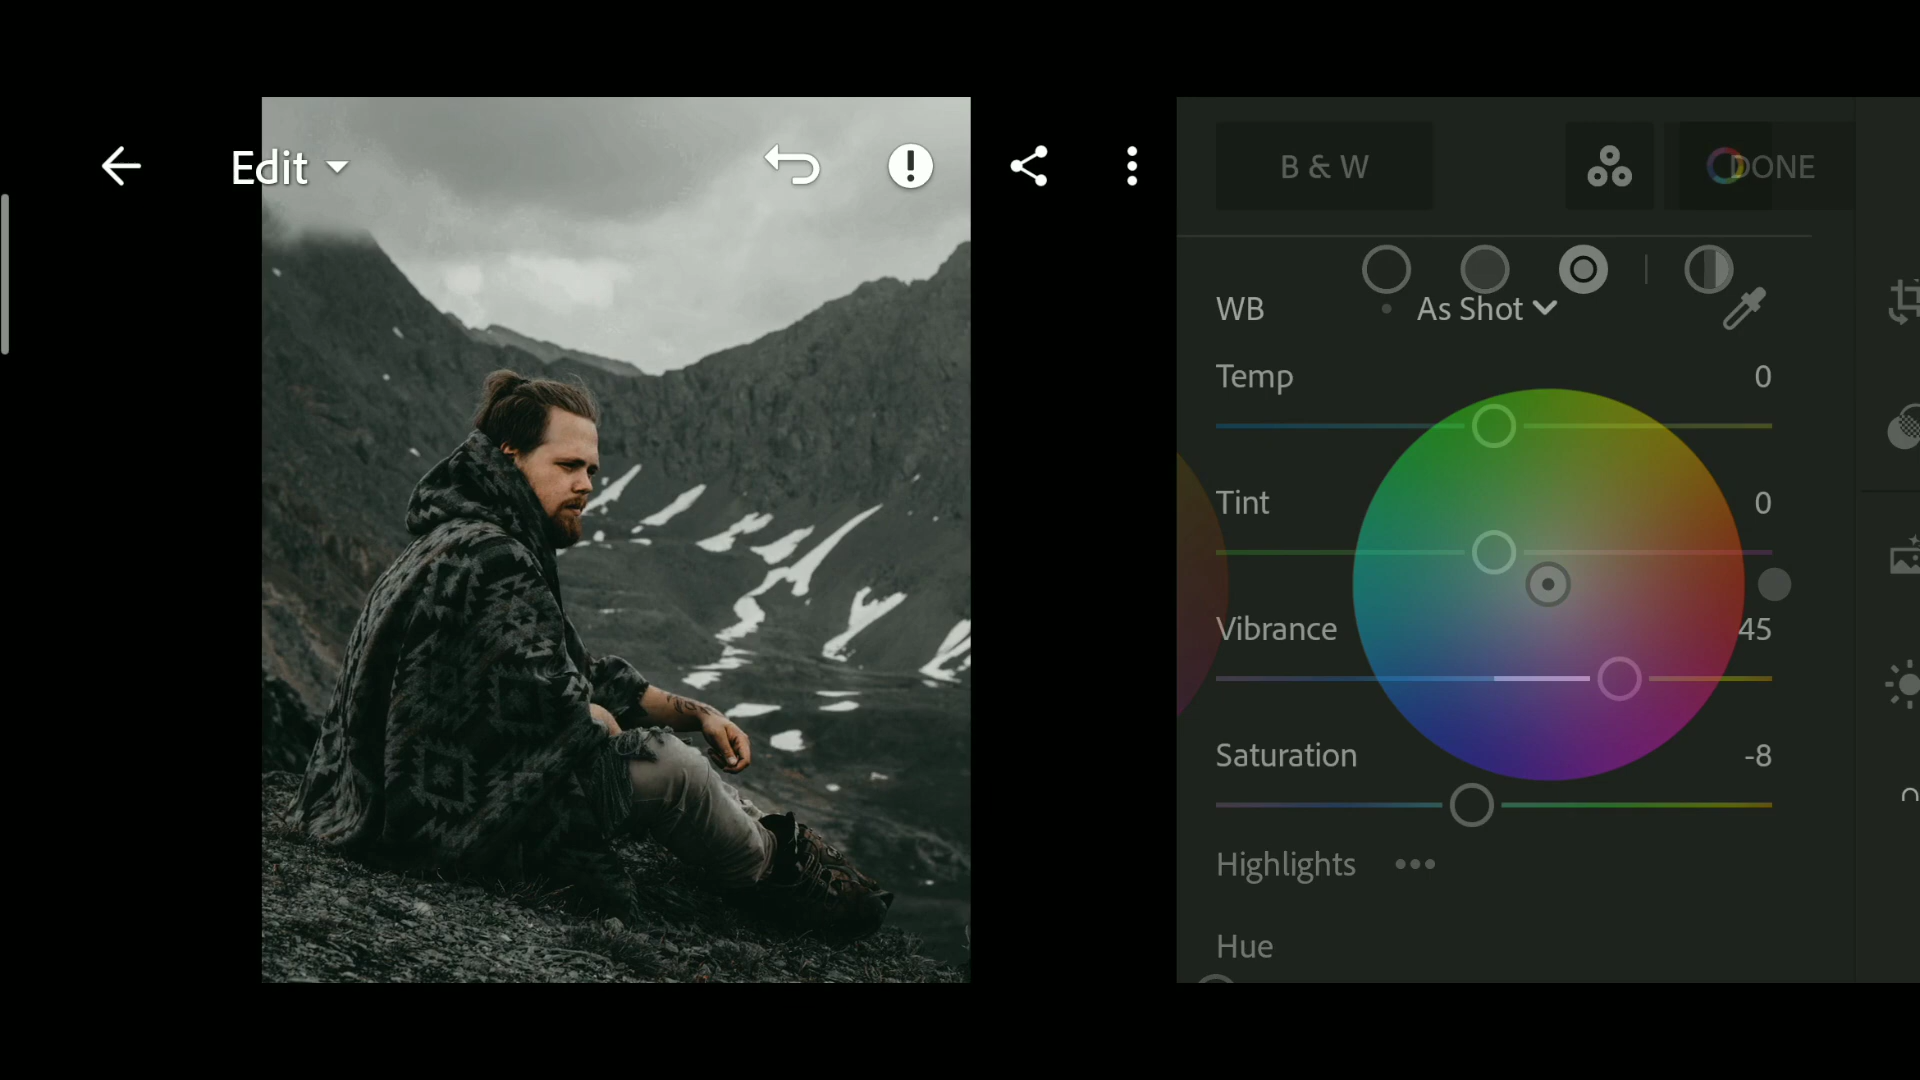 Edit
B & W
DONE
WB
As Shot
Temp
0
Tint
0
Vibrance
45
Saturation
-8
Highlights
Hue